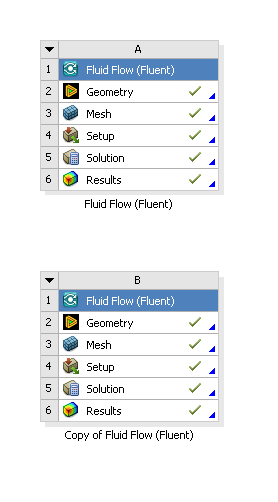 A
1 Fluid Flow (Fluent)
2 Geometry
3 Mesh
4 Setup
5 Solution
6 Results
Fluid Flow (Fluent)
B
1 Fluid Flow (Fluent)
2 Geometry
3 Mesh
4 Setup
5 Solution
6 Results
Copy of Fluid Flow (Fluent)